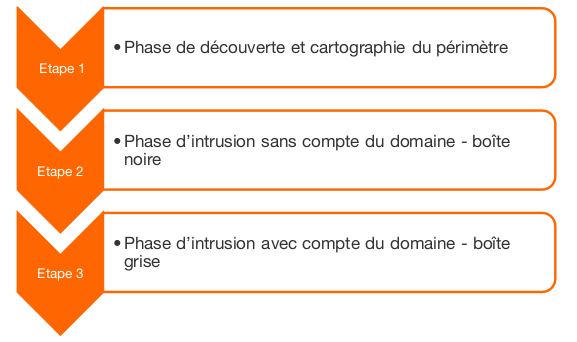 Etape 1
• Phase de découverte et cartographie du périmètre
Etape 2
• Phase d'intrusion sans compte du domaine - boîte
noire
Etape 3
• Phase d'intrusion avec compte du domaine - boîte
grise